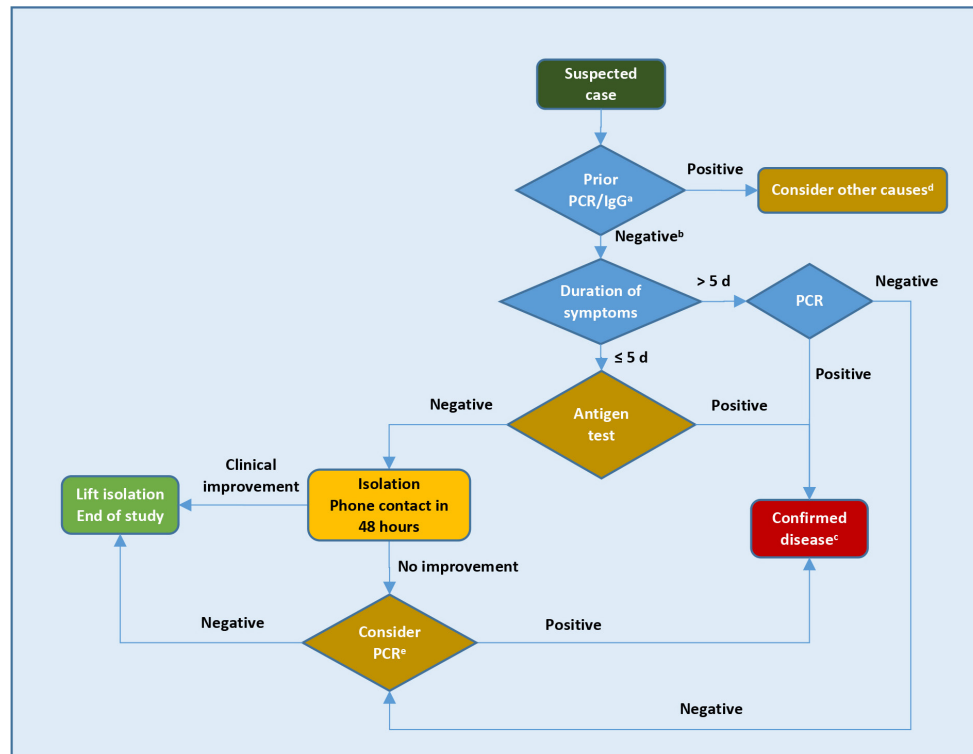 Suspected
case
Prior
PCR/IgGᵃ
Positive
Consider other causesᵈ
Negativeᵇ
Duration of
symptoms
> 5 d
PCR
Negative
≤ 5 d
Positive
Negative
Antigen
test
Positive
Clinical
improvement
Lift isolation
End of study
Isolation
Phone contact in
48 hours
Confirmed
diseaseᶜ
No improvement
Negative
Consider
PCRᵉ
Positive
Negative